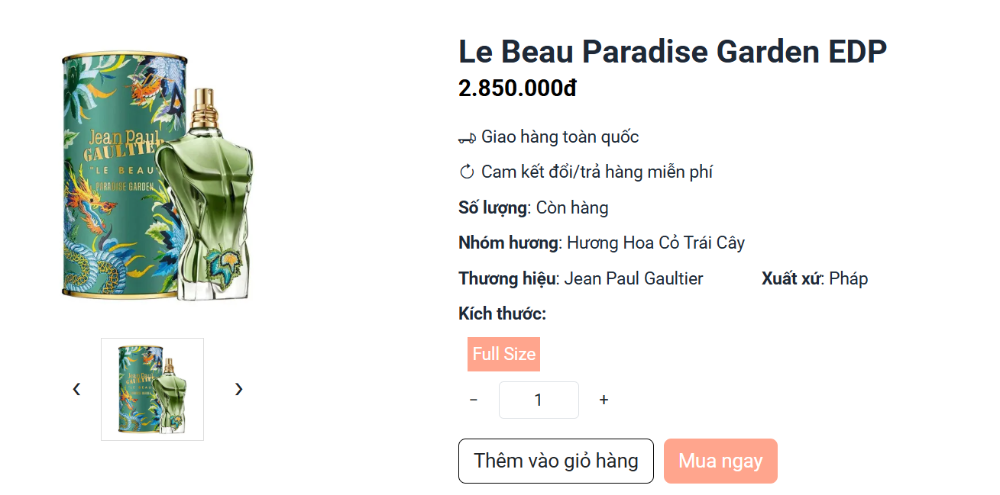 Le Beau Paradise Garden EDP
2.850.000đ
Giao hàng toàn quốc
Cam kết đổi/trả hàng miễn phí
Số lượng: Còn hàng
Nhóm hương: Hương Hoa Cỏ Trái Cây
Thương hiệu: Jean Paul Gaultier Xuất xứ: Pháp
Kích thước:
Full Size
− 1 +
Thêm vào giỏ hàng Mua ngay
Jean Paul
GAULTIER
"LE BEAU"
PARADISE GARDEN